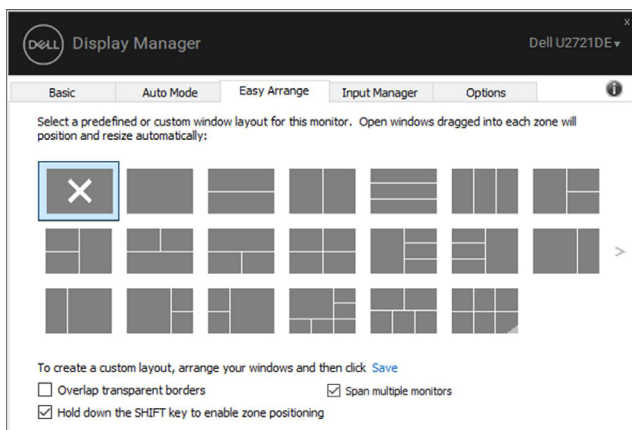 x
DELL Display Manager Dell U2721DE
Basic Auto Mode Easy Arrange Input Manager Options i
Select a predefined or custom window layout for this monitor. Open windows dragged into each zone will
position and resize automatically:
>
To create a custom layout, arrange your windows and then click Save
Overlap transparent borders Span multiple monitors
Hold down the SHIFT key to enable zone positioning